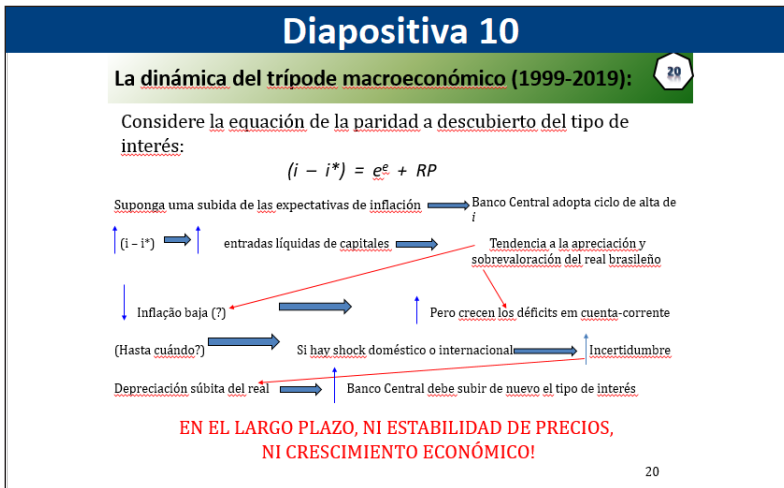 Diapositiva 10
La dinámica del trípode macroeconómico (1999-2019):
20
Considere la equación de la paridad a descubierto del tipo de
interés:
(i – i*) = eᵉ + RP
Suponga uma subida de las expectativas de inflación
Banco Central adopta ciclo de alta de
i
(i – i*)
entradas líquidas de capitales
Tendencia a la apreciación y
sobrevaloración del real brasileño
Inflação baja (?)
Pero crecen los déficits em cuenta-corrente
(Hasta cuándo?)
Si hay shock doméstico o internacional
Incertidumbre
Depreciación súbita del real
Banco Central debe subir de nuevo el tipo de interés
EN EL LARGO PLAZO, NI ESTABILIDAD DE PRECIOS,
NI CRESCIMIENTO ECONÓMICO!
20